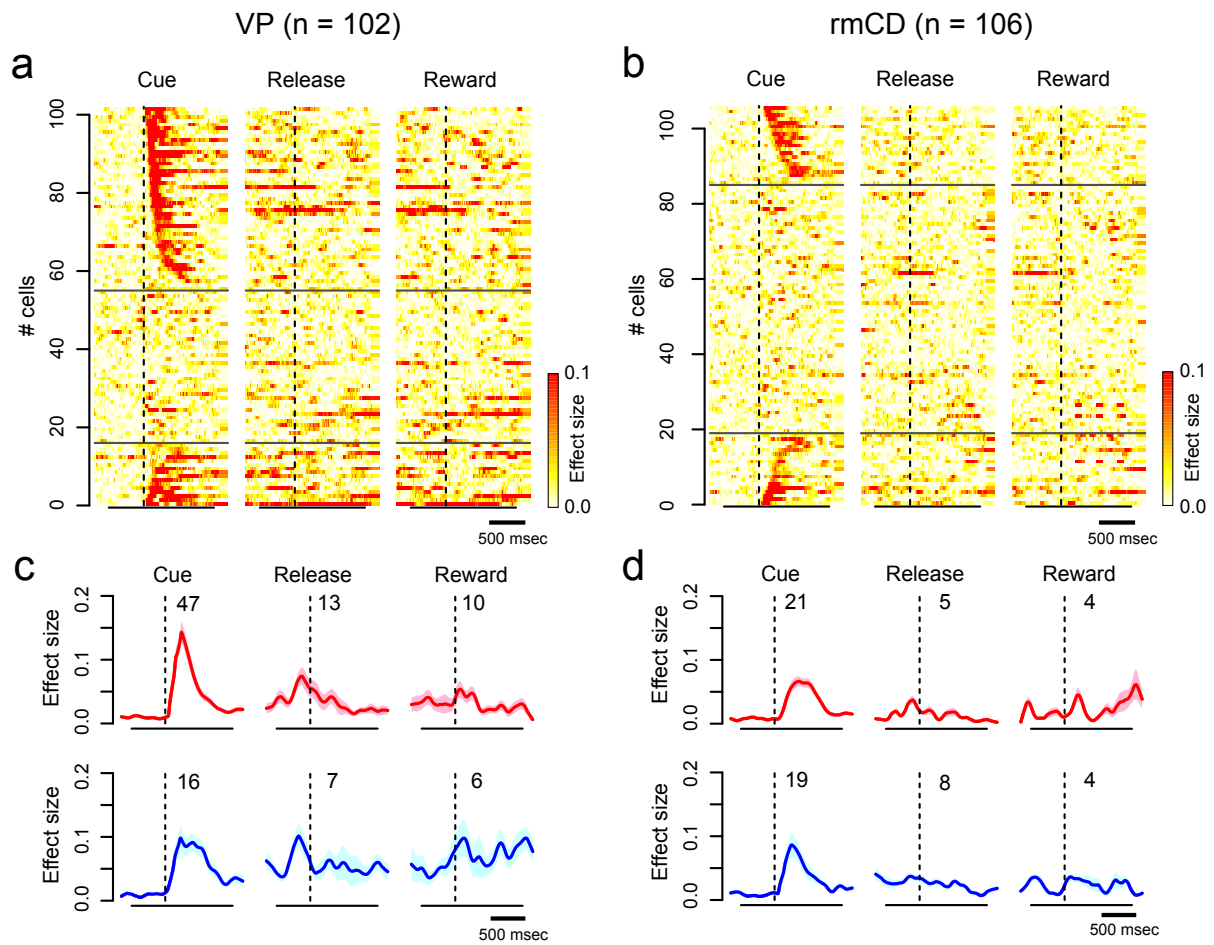 VP (n = 102)
rmCD (n = 106)
a
b
Cue Release Reward
Cue Release Reward
# cells
0 20 40 60 80 100
# cells
0 20 40 60 80 100
0.1
Effect size
0.0
0.1
Effect size
0.0
500 msec
500 msec
c
d
Cue Release Reward
Cue Release Reward
Effect size
0.0 0.1 0.2
47 13 10
Effect size
0.0 0.1 0.2
21 5 4
Effect size
0.0 0.1 0.2
16 7 6
Effect size
0.0 0.1 0.2
19 8 4
500 msec
500 msec